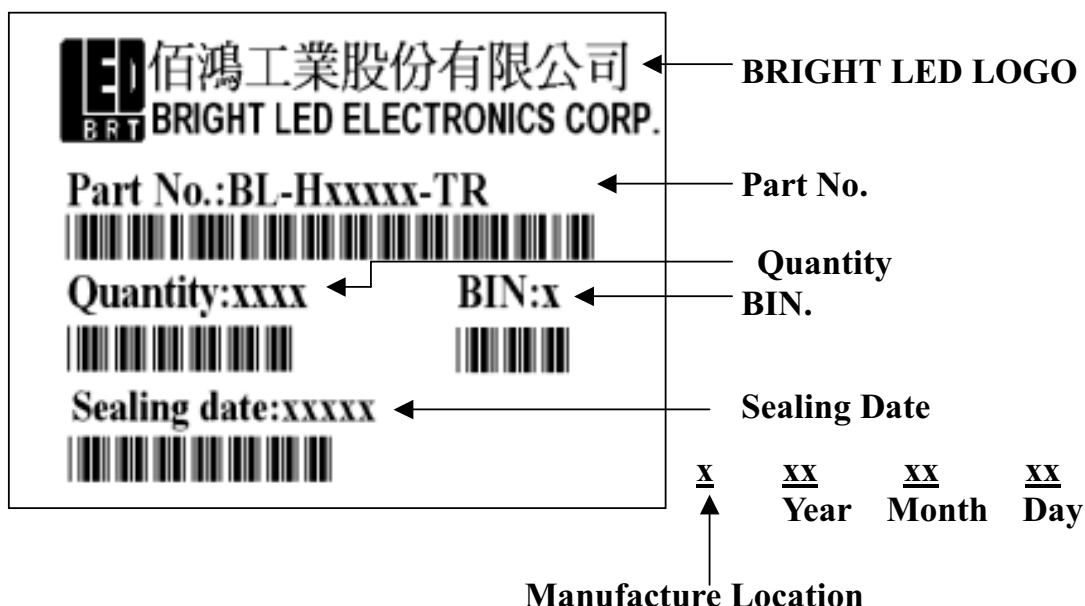 LED 佰鴻工業股份有限公司
BRT BRIGHT LED ELECTRONICS CORP.
BRIGHT LED LOGO
Part No.:BL-Hxxxxx-TR
Part No.
Quantity:xxxx
BIN:x
Quantity
BIN.
Sealing date:xxxxx
Sealing Date
x xx xx xx
Year Month Day
Manufacture Location